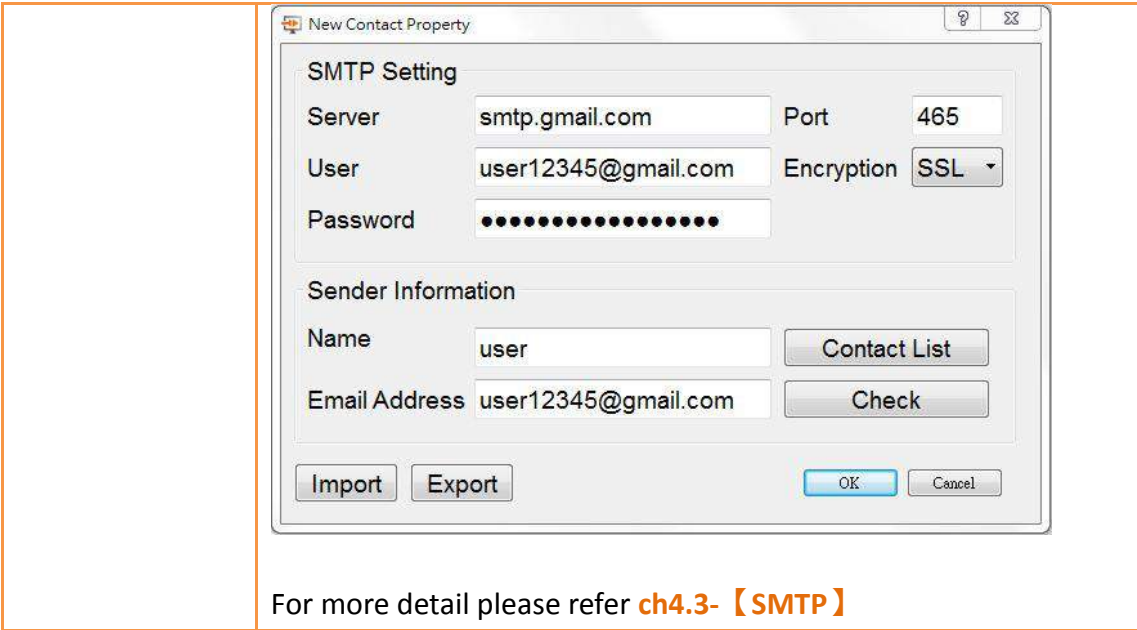 New Contact Property
SMTP Setting
Server smtp.gmail.com Port 465
User user12345@gmail.com Encryption SSL
Password ●●●●●●●●●●●●●●●●●
Sender Information
Name user Contact List
Email Address user12345@gmail.com Check
Import Export OK Cancel
For more detail please refer ch4.3-【SMTP】